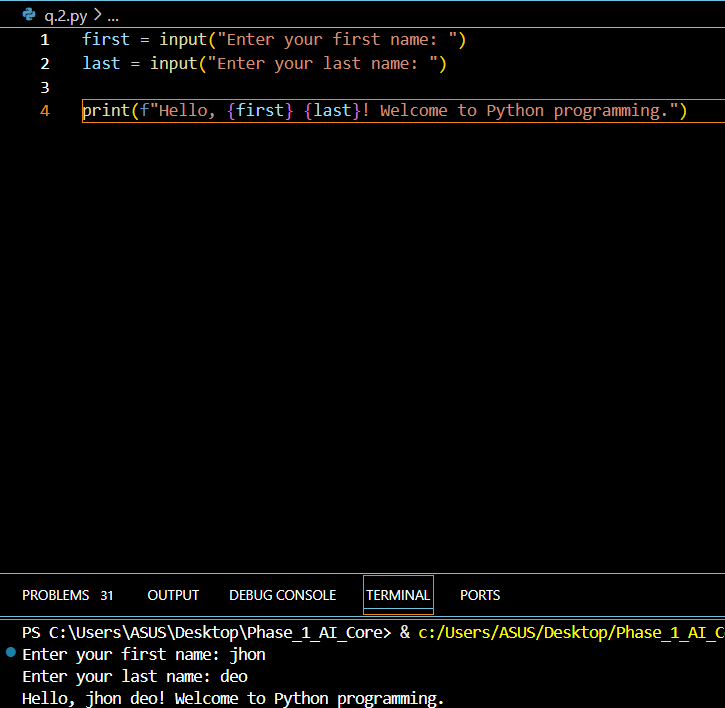 q.2.py > ...
1 first = input("Enter your first name: ")
2 last = input("Enter your last name: ")
3
4 print(f"Hello, {first} {last}! Welcome to Python programming.")
PROBLEMS 31 OUTPUT DEBUG CONSOLE TERMINAL PORTS
PS C:\Users\ASUS\Desktop\Phase_1_AI_Core> & c:/Users/ASUS/Desktop/Phase_1_AI_C
Enter your first name: jhon
Enter your last name: deo
Hello, jhon deo! Welcome to Python programming.